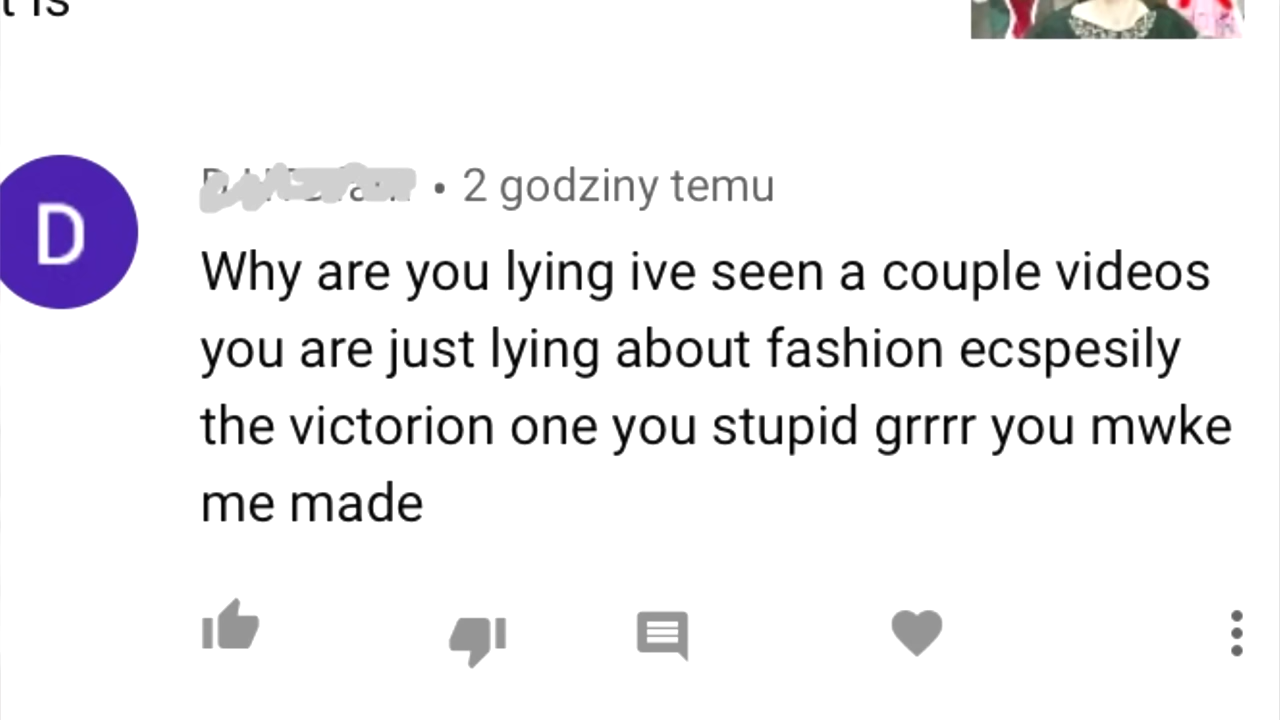 t is
D
• 2 godziny temu
Why are you lying ive seen a couple videos
you are just lying about fashion ecspesily
the victorion one you stupid grrrr you mwke
me made